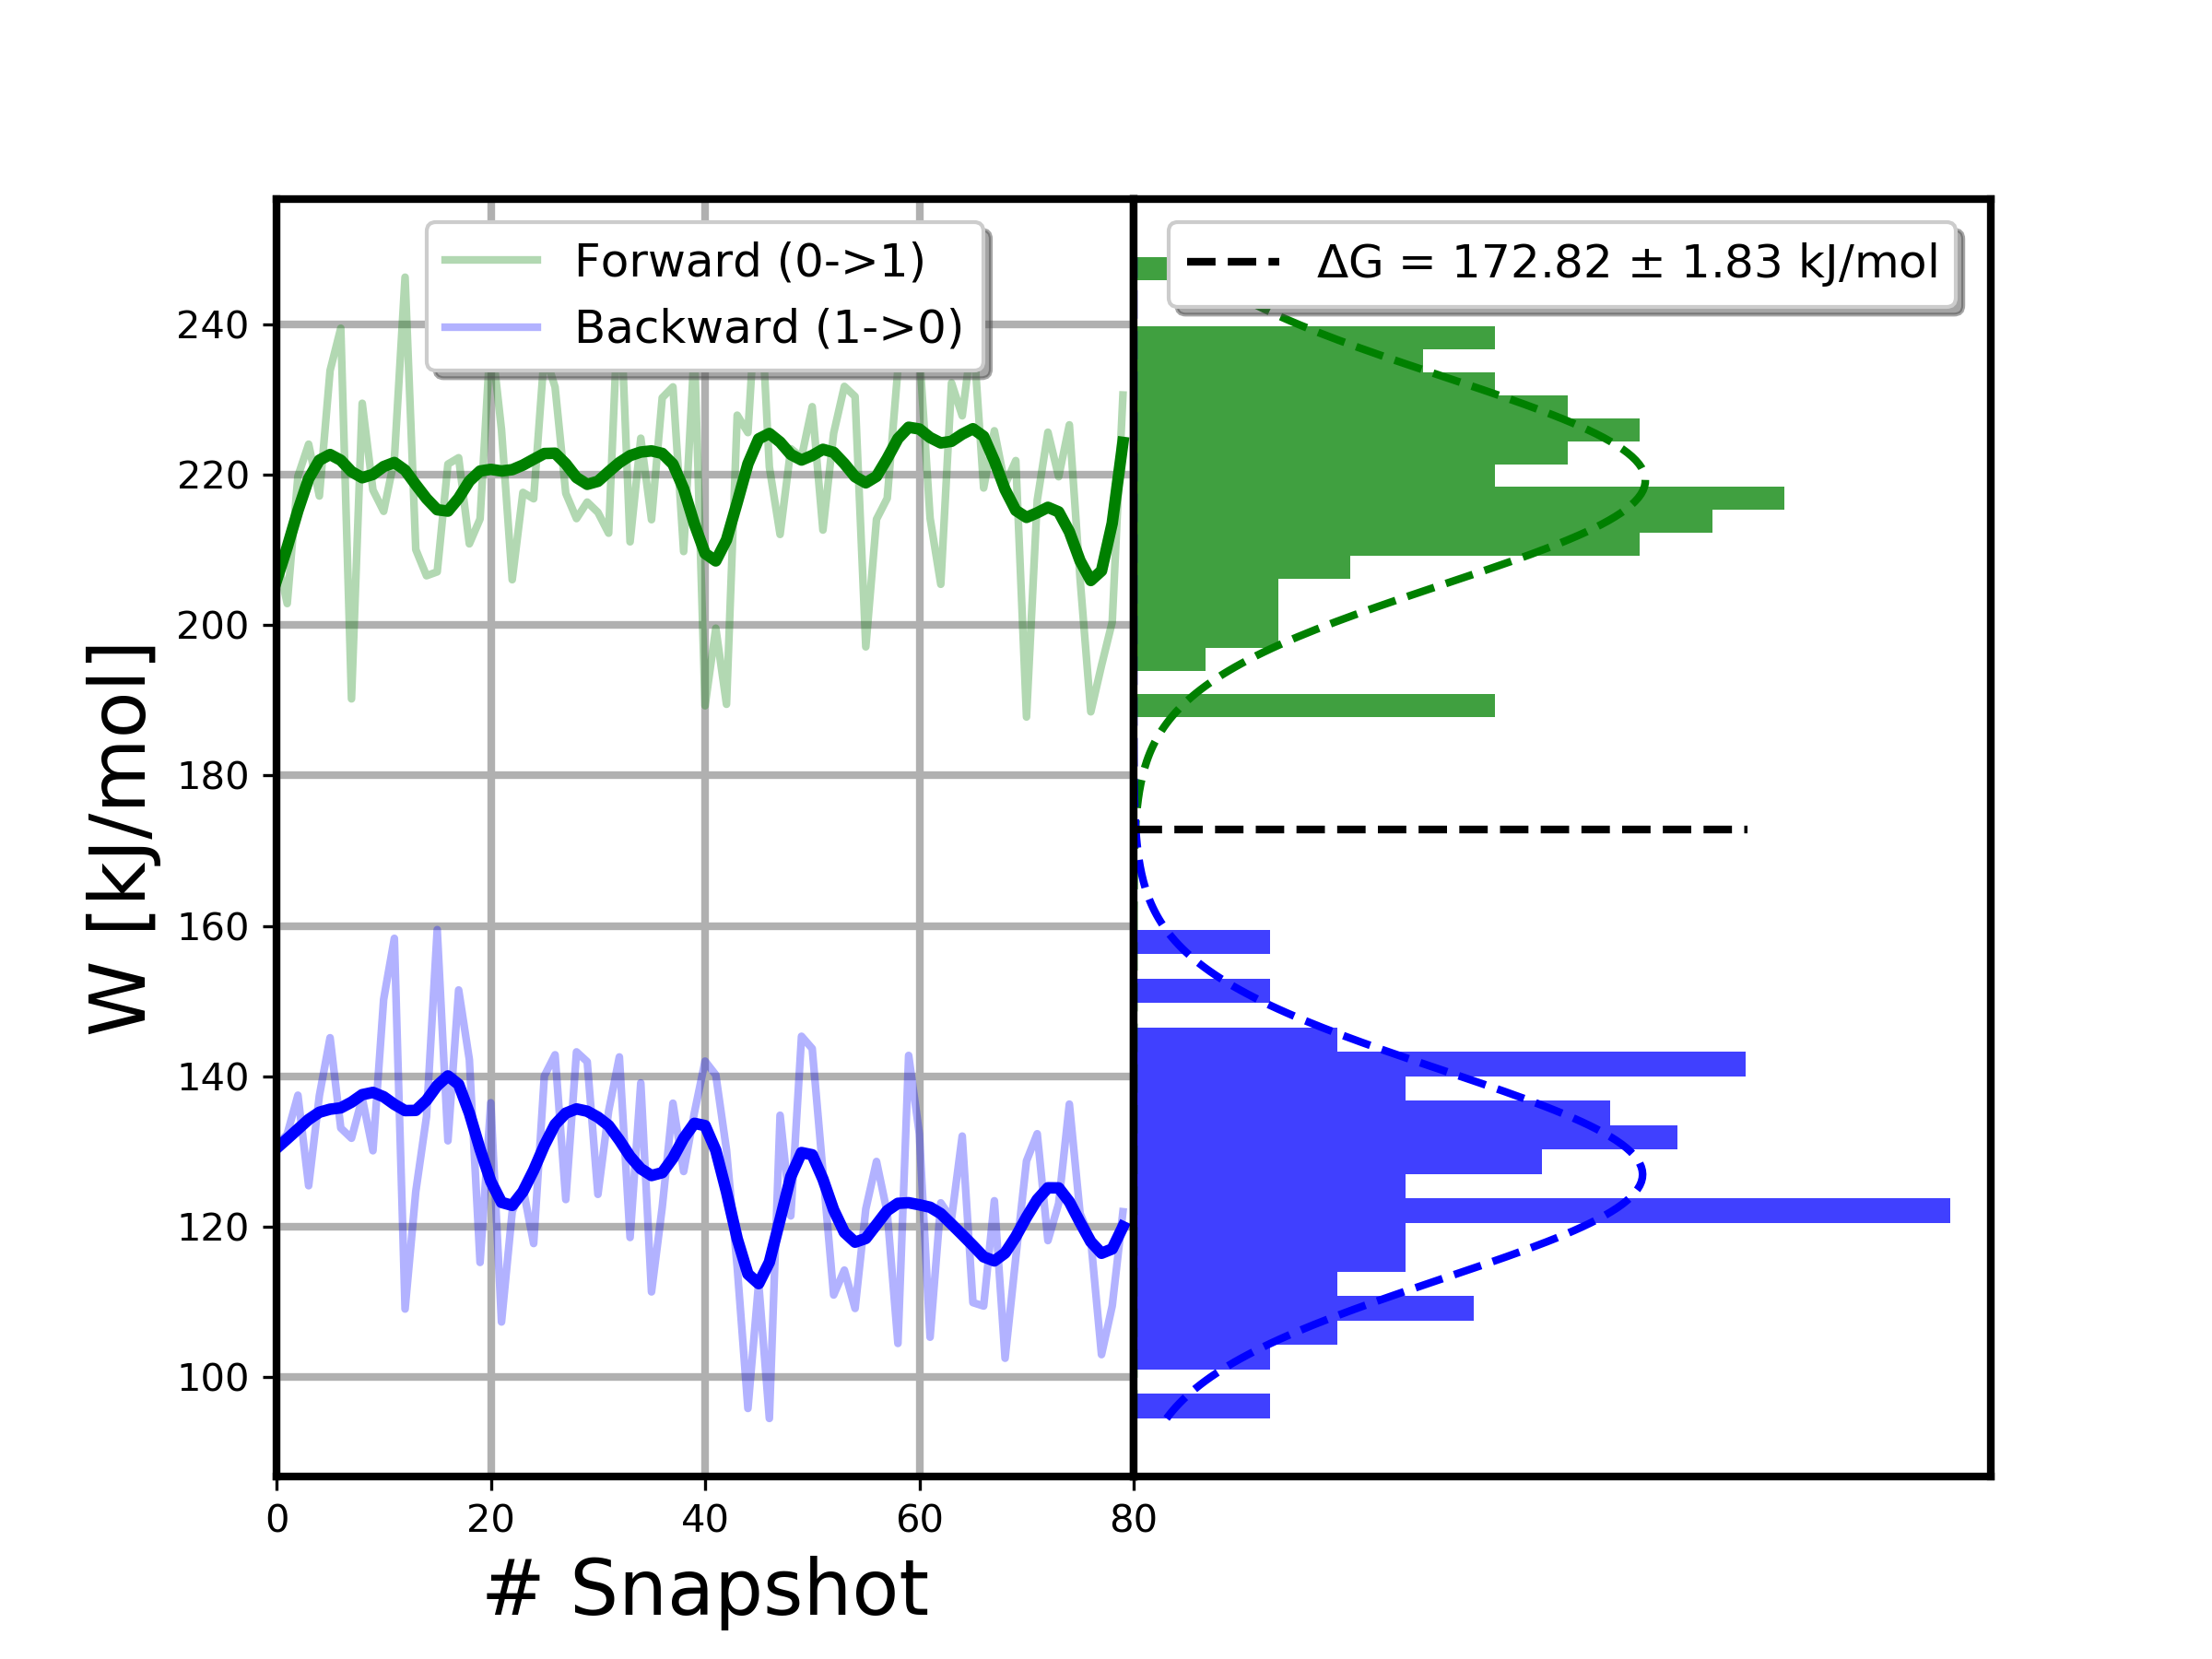 Forward (0->1)
Backward (1->0)
ΔG = 172.82 ± 1.83 kJ/mol
W [kJ/mol]
240
220
200
180
160
140
120
100
0 20 40 60 80
# Snapshot